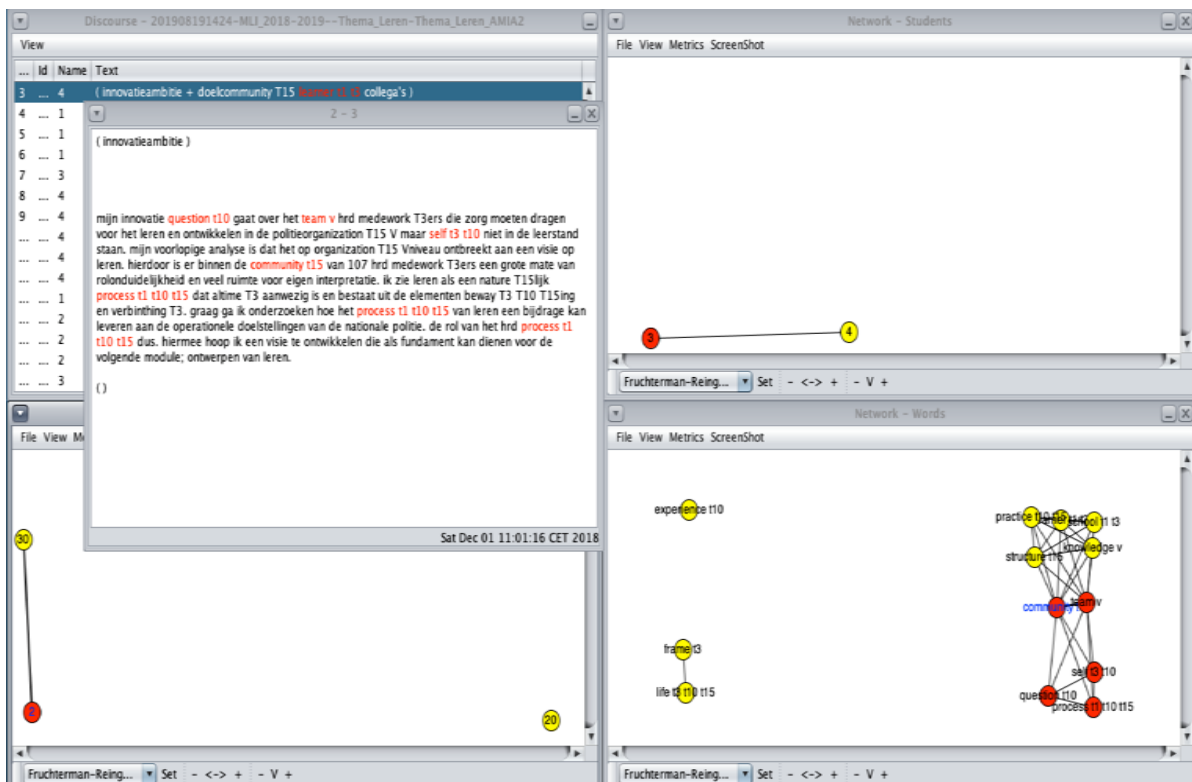 Discourse - 201908191424-MLI_2018-2019--Thema_Leren-Thema_Leren_AMIA2
View
... Id Name Text
3 ... 4 ( innovatieambitie + doelcommunity T15 learner t1 t3 collega's )
4 ... 1
5 ... 1
6 ... 1
7 ... 3
8 ... 4
9 ... 4
... ... 4
... ... 4
... ... 4
... ... 1
... ... 2
... ... 2
... ... 2
... ... 3
2 - 3
( innovatieambitie )
mijn innovatie question t10 gaat over het team v hrd medework T3ers die zorg moeten dragen
voor het leren en ontwikkelen in de politieorganization T15 V maar self t3 t10 niet in de leerstand
staan. mijn voorlopige analyse is dat het op organization T15 Vniveau ontbreekt aan een visie op
leren. hierdoor is er binnen de community t15 van 107 hrd medework T3ers een grote mate van
rolonduidelijkheid en veel ruimte voor eigen interpretatie. ik zie leren als een nature T15lijk
process t1 t10 t15 dat altime T3 aanwezig is en bestaat uit de elementen beway T3 T10 T15ing
en verbinthing T3. graag ga ik onderzoeken hoe het process t1 t10 t15 van leren een bijdrage kan
leveren aan de operationele doelstellingen van de nationale politie. de rol van het hrd process t1
t10 t15 dus. hiermee hoop ik een visie te ontwikkelen die als fundament kan dienen voor de
volgende module; ontwerpen van leren.
( )
Sat Dec 01 11:01:16 CET 2018
Network - Students
File View Metrics ScreenShot
3
4
Fruchterman-Reing... Set - <-> + - V +
File View M
30
2
20
Fruchterman-Reing... Set - <-> + - V +
Network - Words
File View Metrics ScreenShot
experience t10
practice t10
school t1 t3
knowledge v
structure t15
community
team v
frame t3
life t3 t10 t15
self t3 t10
question t10
process t1 t10 t15
Fruchterman-Reing... Set - <-> + - V +